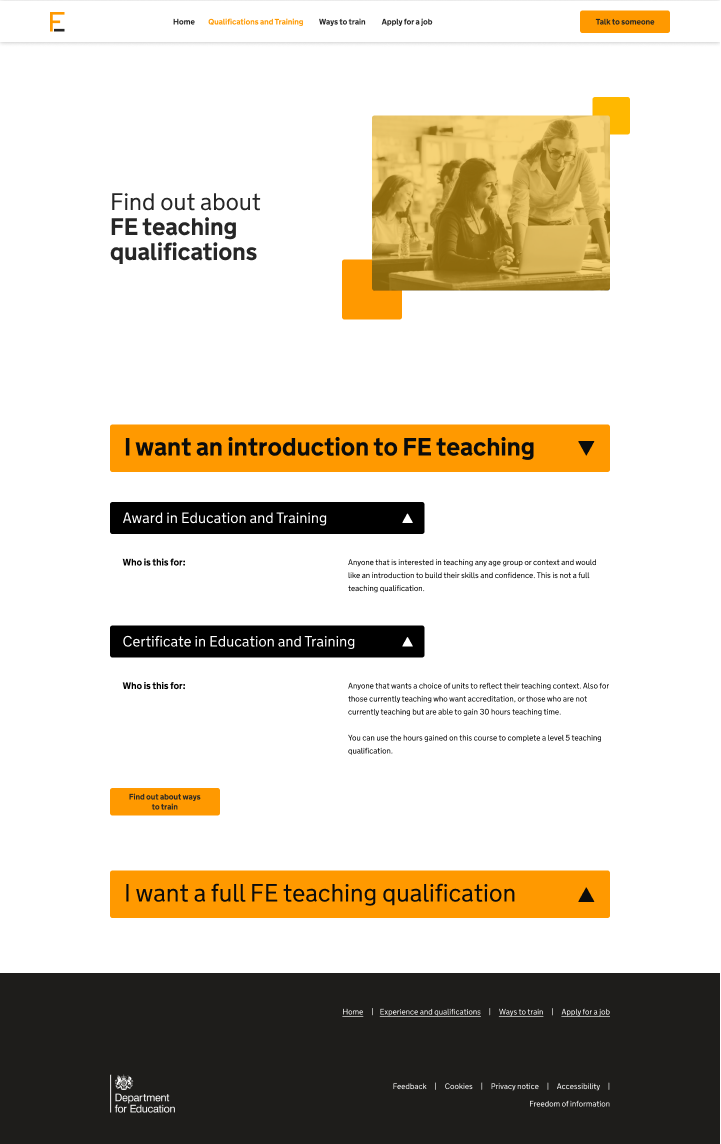 E
Home Qualifications and Training Ways to train Apply for a job Talk to someone
Find out about
FE teaching
qualifications
I want an introduction to FE teaching
Award in Education and Training
Who is this for:
Anyone that is interested in teaching any age group or context and would
like an introduction to build their skills and confidence. This is not a full
teaching qualification.
Certificate in Education and Training
Who is this for:
Anyone that wants a choice of units to reflect their teaching context. Also for
those currently teaching who want accreditation, or those who are not
currently teaching but are able to gain 30 hours teaching time.
You can use the hours gained on this course to complete a level 5 teaching
qualification.
Find out about ways
to train
I want a full FE teaching qualification
Home | Experience and qualifications | Ways to train | Apply for a job
Department
for Education
Feedback | Cookies | Privacy notice | Accessibility |
Freedom of information